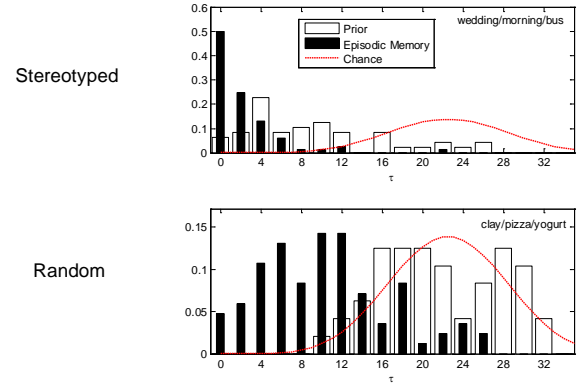 Stereotyped
0.6
0.5
0.4
0.3
0.2
0.1
0
wedding/morning/bus
Prior
Episodic Memory
Chance
0 4 8 12 16 20 24 28 32
τ
Random
0.15
0.1
0.05
0
clay/pizza/yogurt
0 4 8 12 16 20 24 28 32
τ